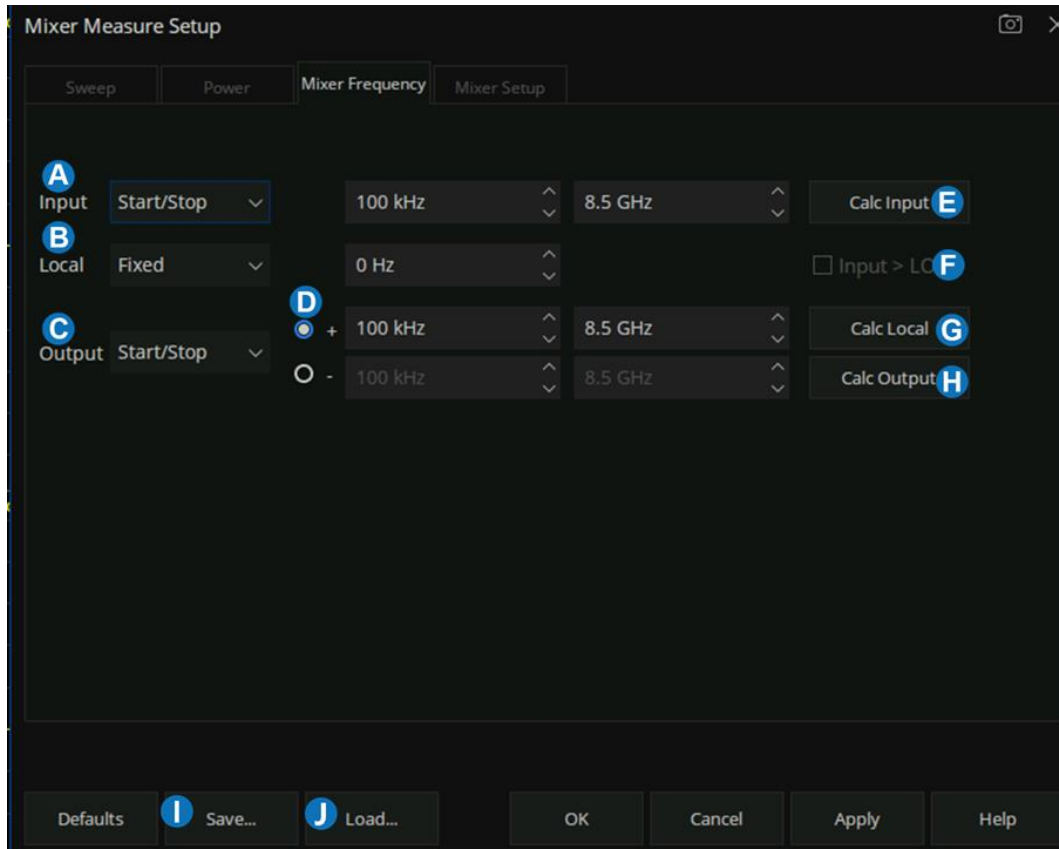 Mixer Measure Setup
Sweep Power Mixer Frequency Mixer Setup
A
Input Start/Stop 100 kHz 8.5 GHz Calc Input E
B
Local Fixed 0 Hz Input > LO F
D
C + 100 kHz 8.5 GHz Calc Local G
Output Start/Stop
- 100 kHz 8.5 GHz Calc Output H
Defaults I Save... J Load... OK Cancel Apply Help